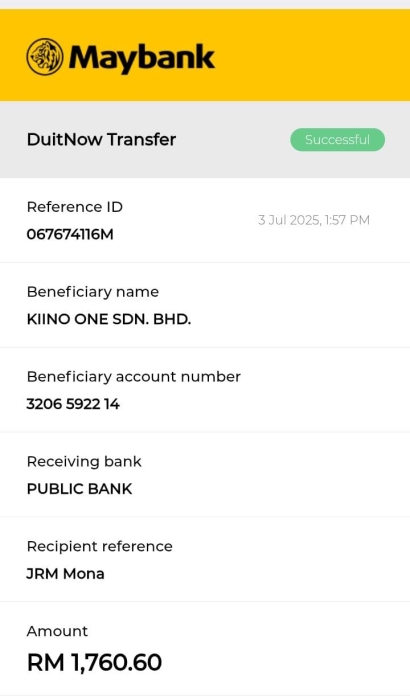 Maybank
DuitNow Transfer
Successful
Reference ID
067674116M
3 Jul 2025, 1:57 PM
Beneficiary name
KIINO ONE SDN. BHD.
Beneficiary account number
3206 5922 14
Receiving bank
PUBLIC BANK
Recipient reference
JRM Mona
Amount
RM 1,760.60